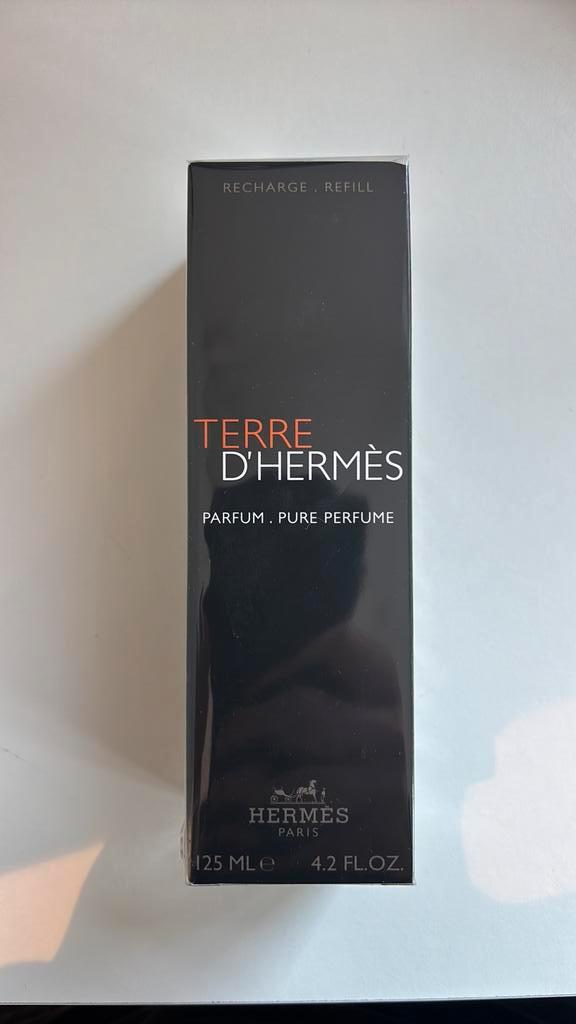 RECHARGE . REFILL
TERRE
D'HERMÈS
PARFUM . PURE PERFUME
HERMÈS
PARIS
125 ML ℮ 4.2 FL.OZ.